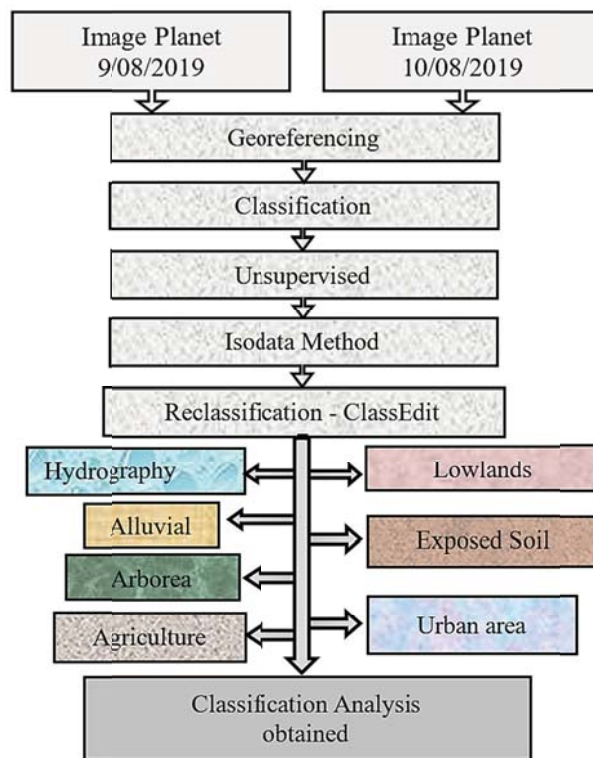 Image Planet
9/08/2019
Image Planet
10/08/2019
Georeferencing
Classification
Unsupervised
Isodata Method
Reclassification - ClassEdit
Hydrography
Lowlands
Alluvial
Exposed Soil
Arborea
Agriculture
Urban area
Classification Analysis
obtained